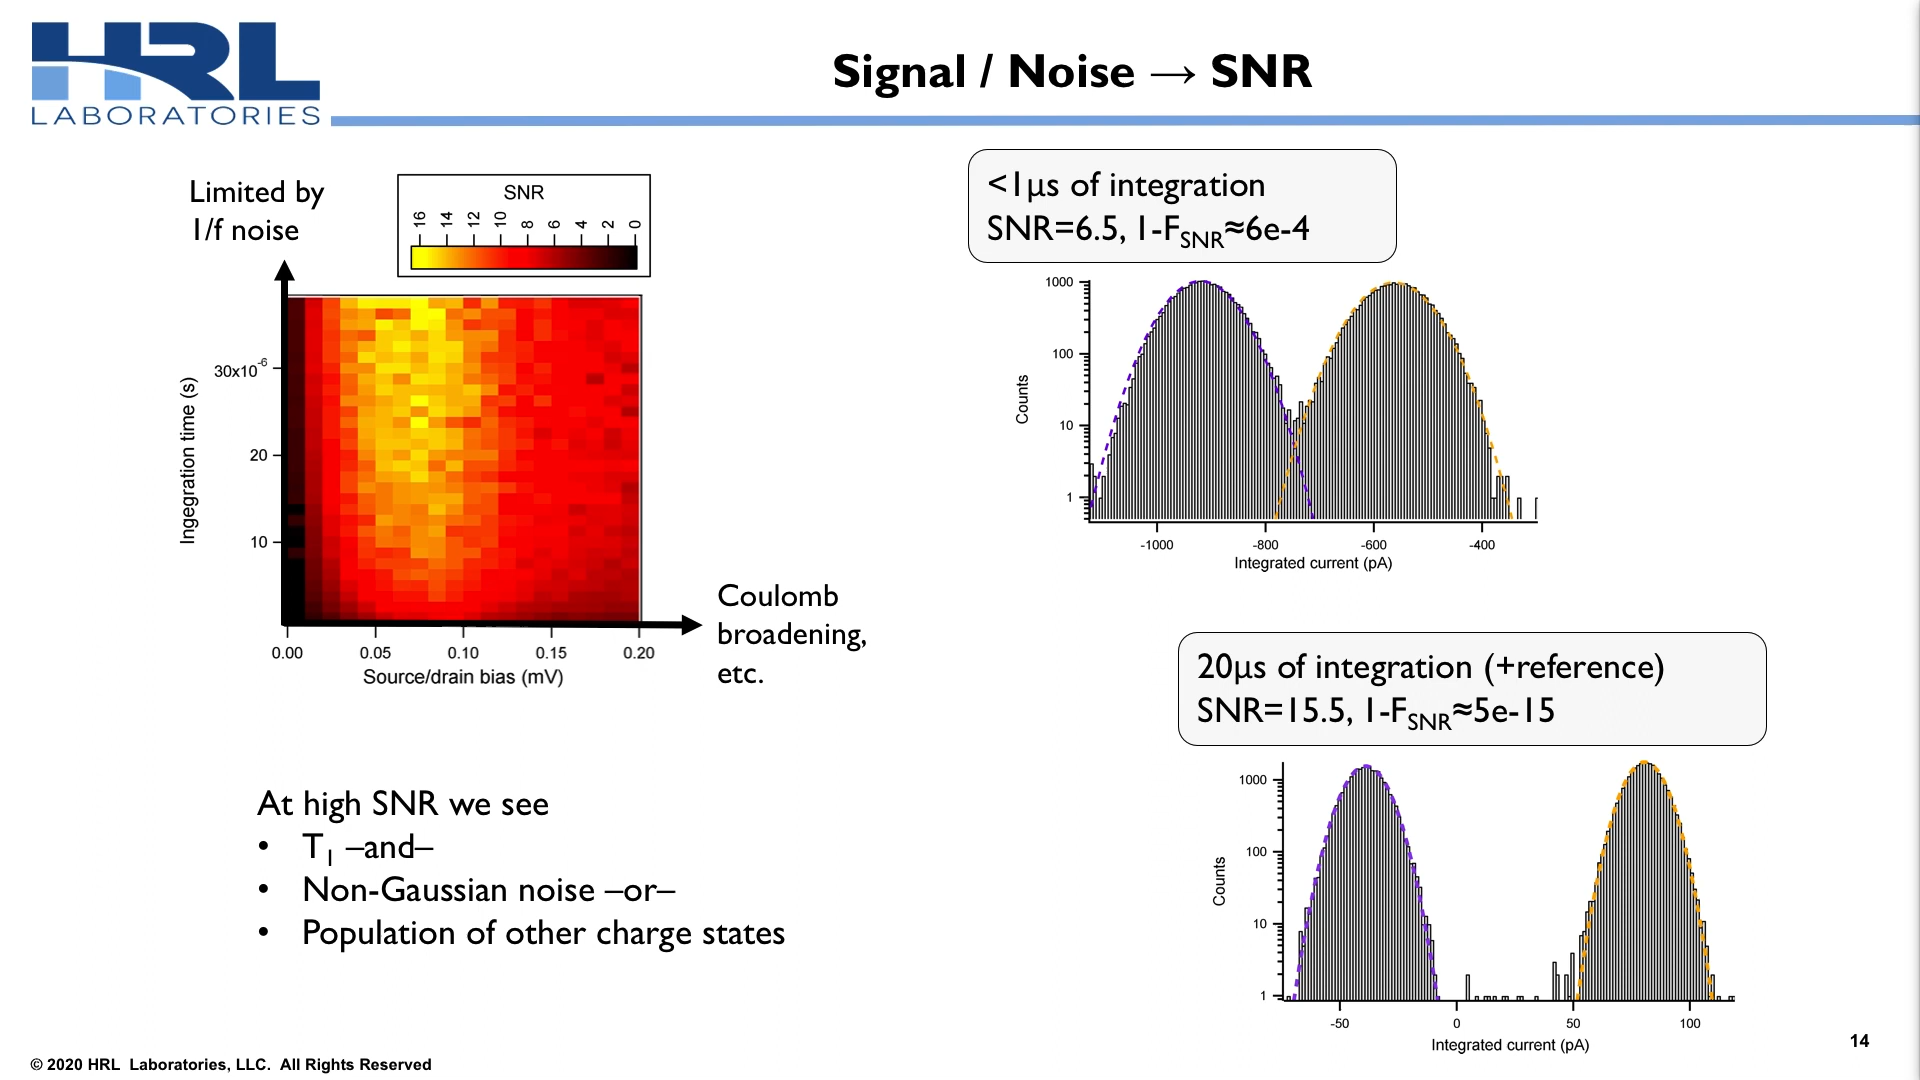 HRL
LABORATORIES
Signal / Noise → SNR
Limited by
1/f noise
SNR
16 14 12 10 8 6 4 2 0
30x10-6
20
10
Ingegration time (s)
0.00 0.05 0.10 0.15 0.20
Source/drain bias (mV)
Coulomb
broadening,
etc.
At high SNR we see
• T1 –and–
• Non-Gaussian noise –or–
• Population of other charge states
<1µs of integration
SNR=6.5, 1-FSNR≈6e-4
1000
100
10
1
Counts
-1000 -800 -600 -400
Integrated current (pA)
20µs of integration (+reference)
SNR=15.5, 1-FSNR≈5e-15
1000
100
10
1
Counts
-50 0 50 100
Integrated current (pA)
14
© 2020 HRL Laboratories, LLC. All Rights Reserved